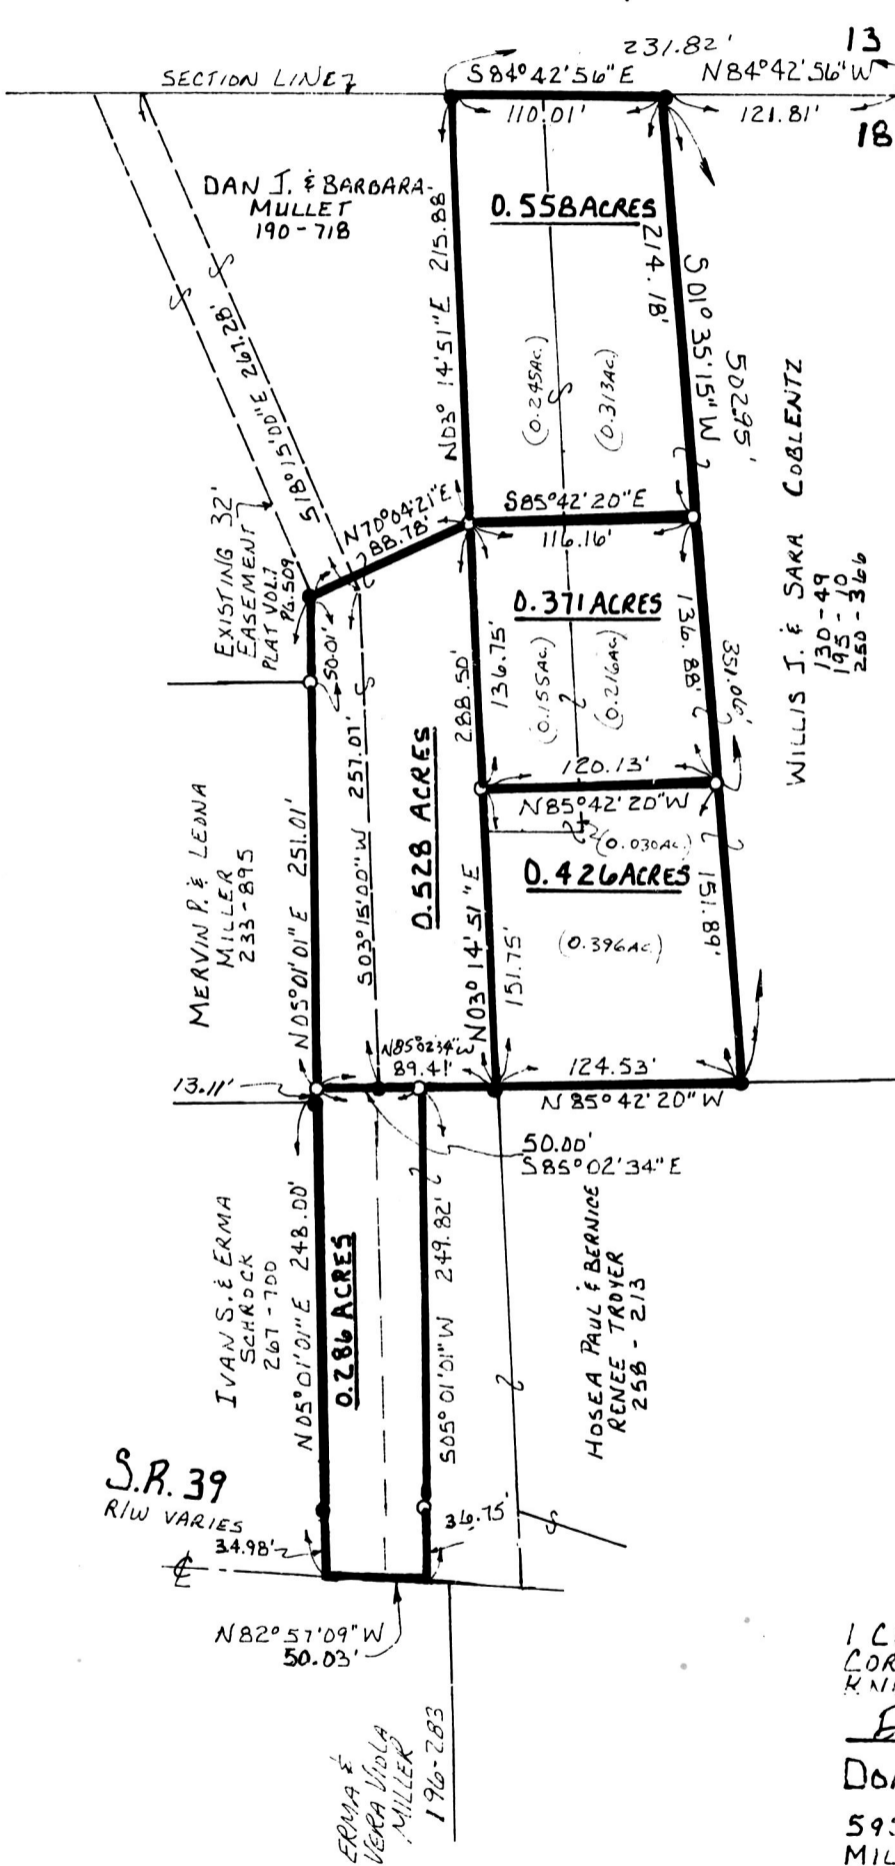 231.82'
13
SECTION LINE
S84°42'56"E
N84°42'56"W
110.01'
121.81'
18
DAN J. & BARBARA
MULLET
190-718
0.558 ACRES
N03°14'51"E 215.88
214.18'
S01°35'15"W
502.95'
(0.245AC.)
(0.313AC.)
S18°15'00"E 267.28'
WILLIS J. & SARA COBLENTZ
130-49
195-10
250-366
EXISTING 32'
EASEMENT
PLAT VOL.7
PG.509
N70°04'21"E
88.78'
S85°42'20"E
116.16'
0.371 ACRES
50.01'
288.50'
136.75'
(0.155AC.)
(0.216AC.)
136.88'
351.06'
S03°15'00"W 257.01'
0.528 ACRES
120.13'
N85°42'20"W
(0.030AC.)
0.426 ACRES
(0.396AC.)
151.89'
MERVIN P. & LEONA
MILLER
233-895
N05°01'01"E 251.01'
N03°14'51"E
151.75'
N85°02'34"W
89.41'
13.11'
124.53'
N85°42'20"W
50.00'
S85°02'34"E
IVAN S. & ERMA
SCHROCK
267-700
N05°01'01"E 248.00'
0.286 ACRES
S05°01'01"W 249.82'
HOSEA PAUL & BERNICE
RENEE TROYER
258-213
S.R. 39
R/W VARIES
34.98'
36.75'
℄
N82°57'09"W
50.03'
ERMA &
VERA VIOLA
MILLER
196-283
I C
COR
KN
DO
593
MIL